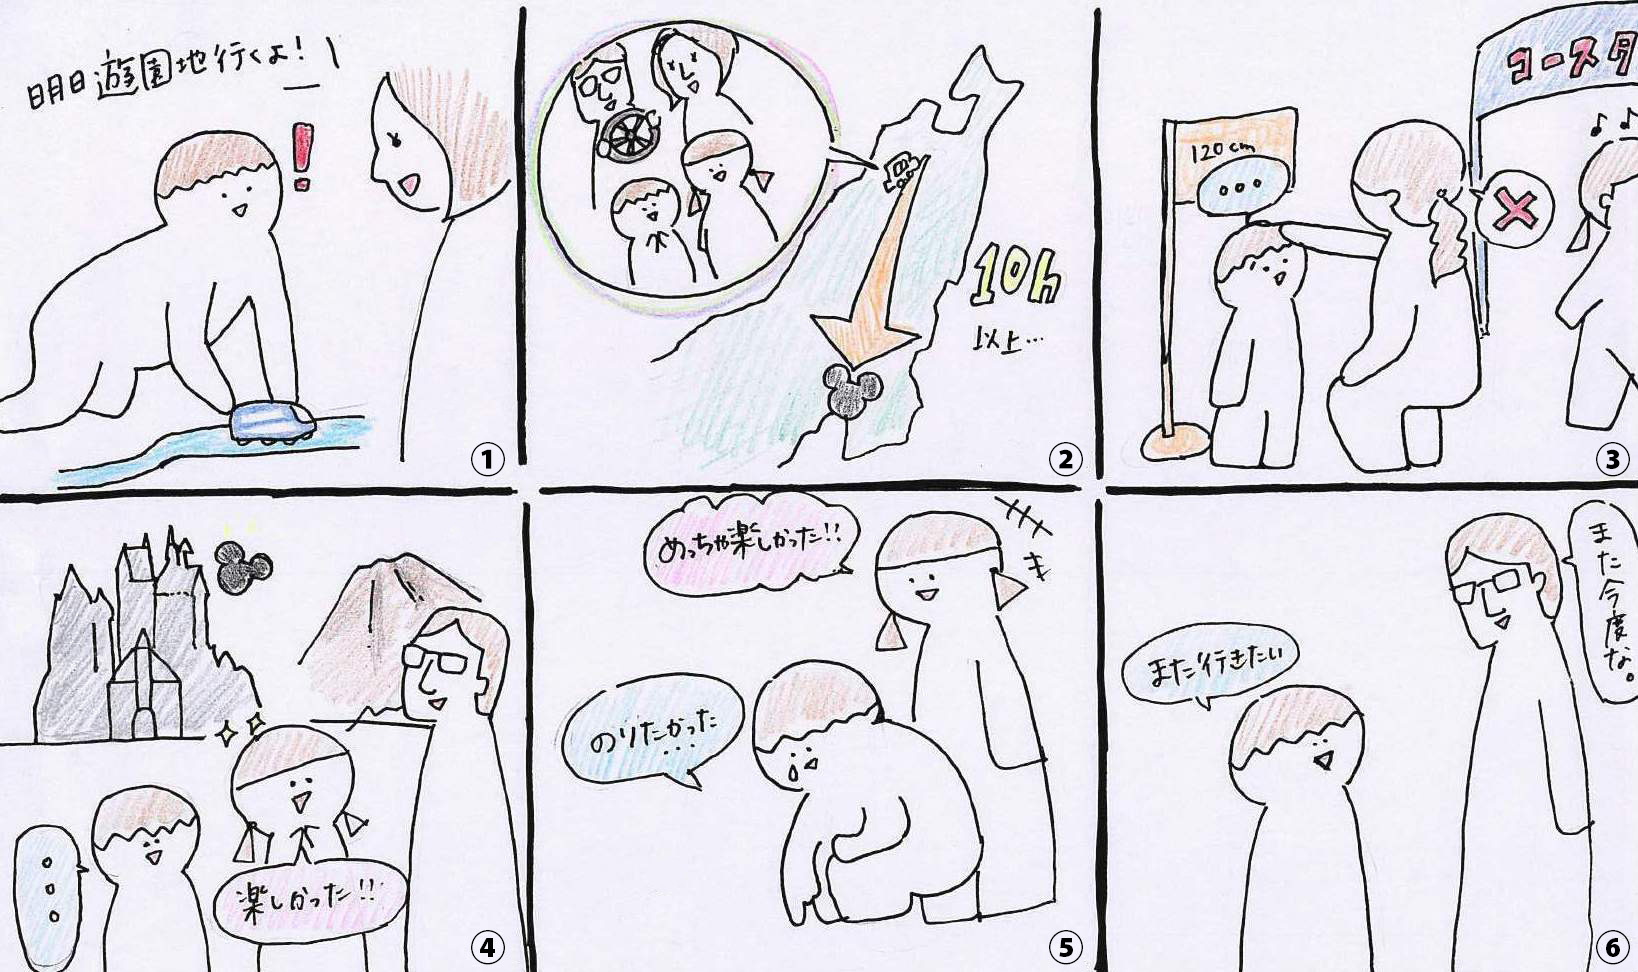 明日遊園地行くよ!
①
10h
以上…
②
120cm
...
コースタ
♪♪
③
楽しかった!!
④
めっちゃ楽しかった!!
のりたかった
...
⑤
また行きたい
また今度な。
⑥